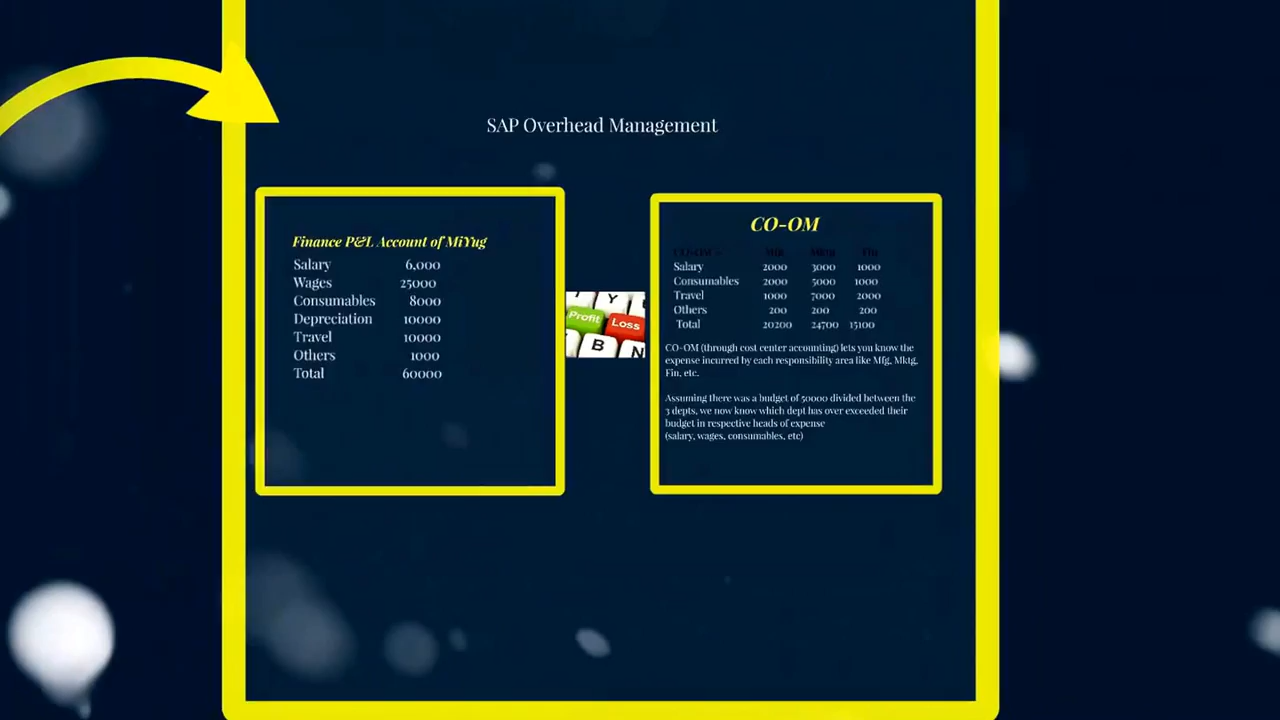 SAP Overhead Management
Finance P&L Account of MiYug
Salary 6,000
Wages 25000
Consumables 8000
Depreciation 10000
Travel 10000
Others 1000
Total 60000
Y
Profit Loss
B N
CO-OM
CO-OM Mfg Mktg Fin
Salary 2000 3000 1000
Consumables 2000 5000 1000
Travel 1000 7000 2000
Others 200 200 200
Total 20200 24700 15100
CO-OM (through cost center accounting) lets you know the
expense incurred by each responsibility area like Mfg, Mktg,
Fin, etc.
Assuming there was a budget of 50000 divided between the
3 depts, we now know which dept has over exceeded their
budget in respective heads of expense
(salary, wages, consumables, etc)